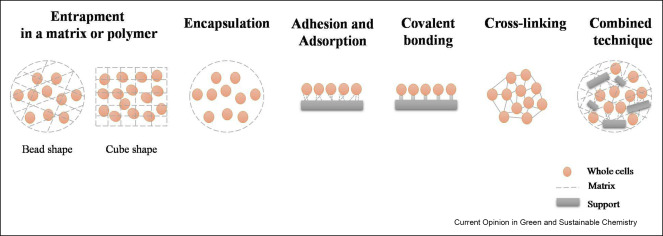 Entrapment
in a matrix or polymer
Encapsulation
Adhesion and
Adsorption
Covalent
bonding
Cross-linking
Combined
technique
Bead shape
Cube shape
Whole cells
Matrix
Support
Current Opinion in Green and Sustainable Chemistry